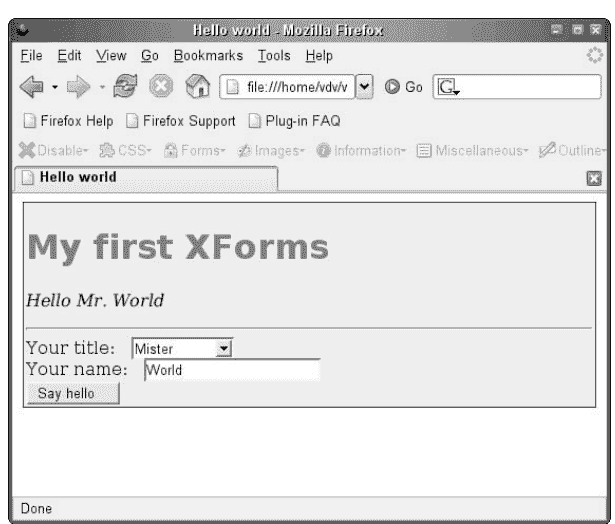 Hello world - Mozilla Firefox
File Edit View Go Bookmarks Tools Help
file:///home/vdv/v Go G
Firefox Help Firefox Support Plug-in FAQ
Disable CSS Forms Images Information Miscellaneous Outline
Hello world
My first XForms
Hello Mr. World
Your title: Mister
Your name: World
Say hello
Done